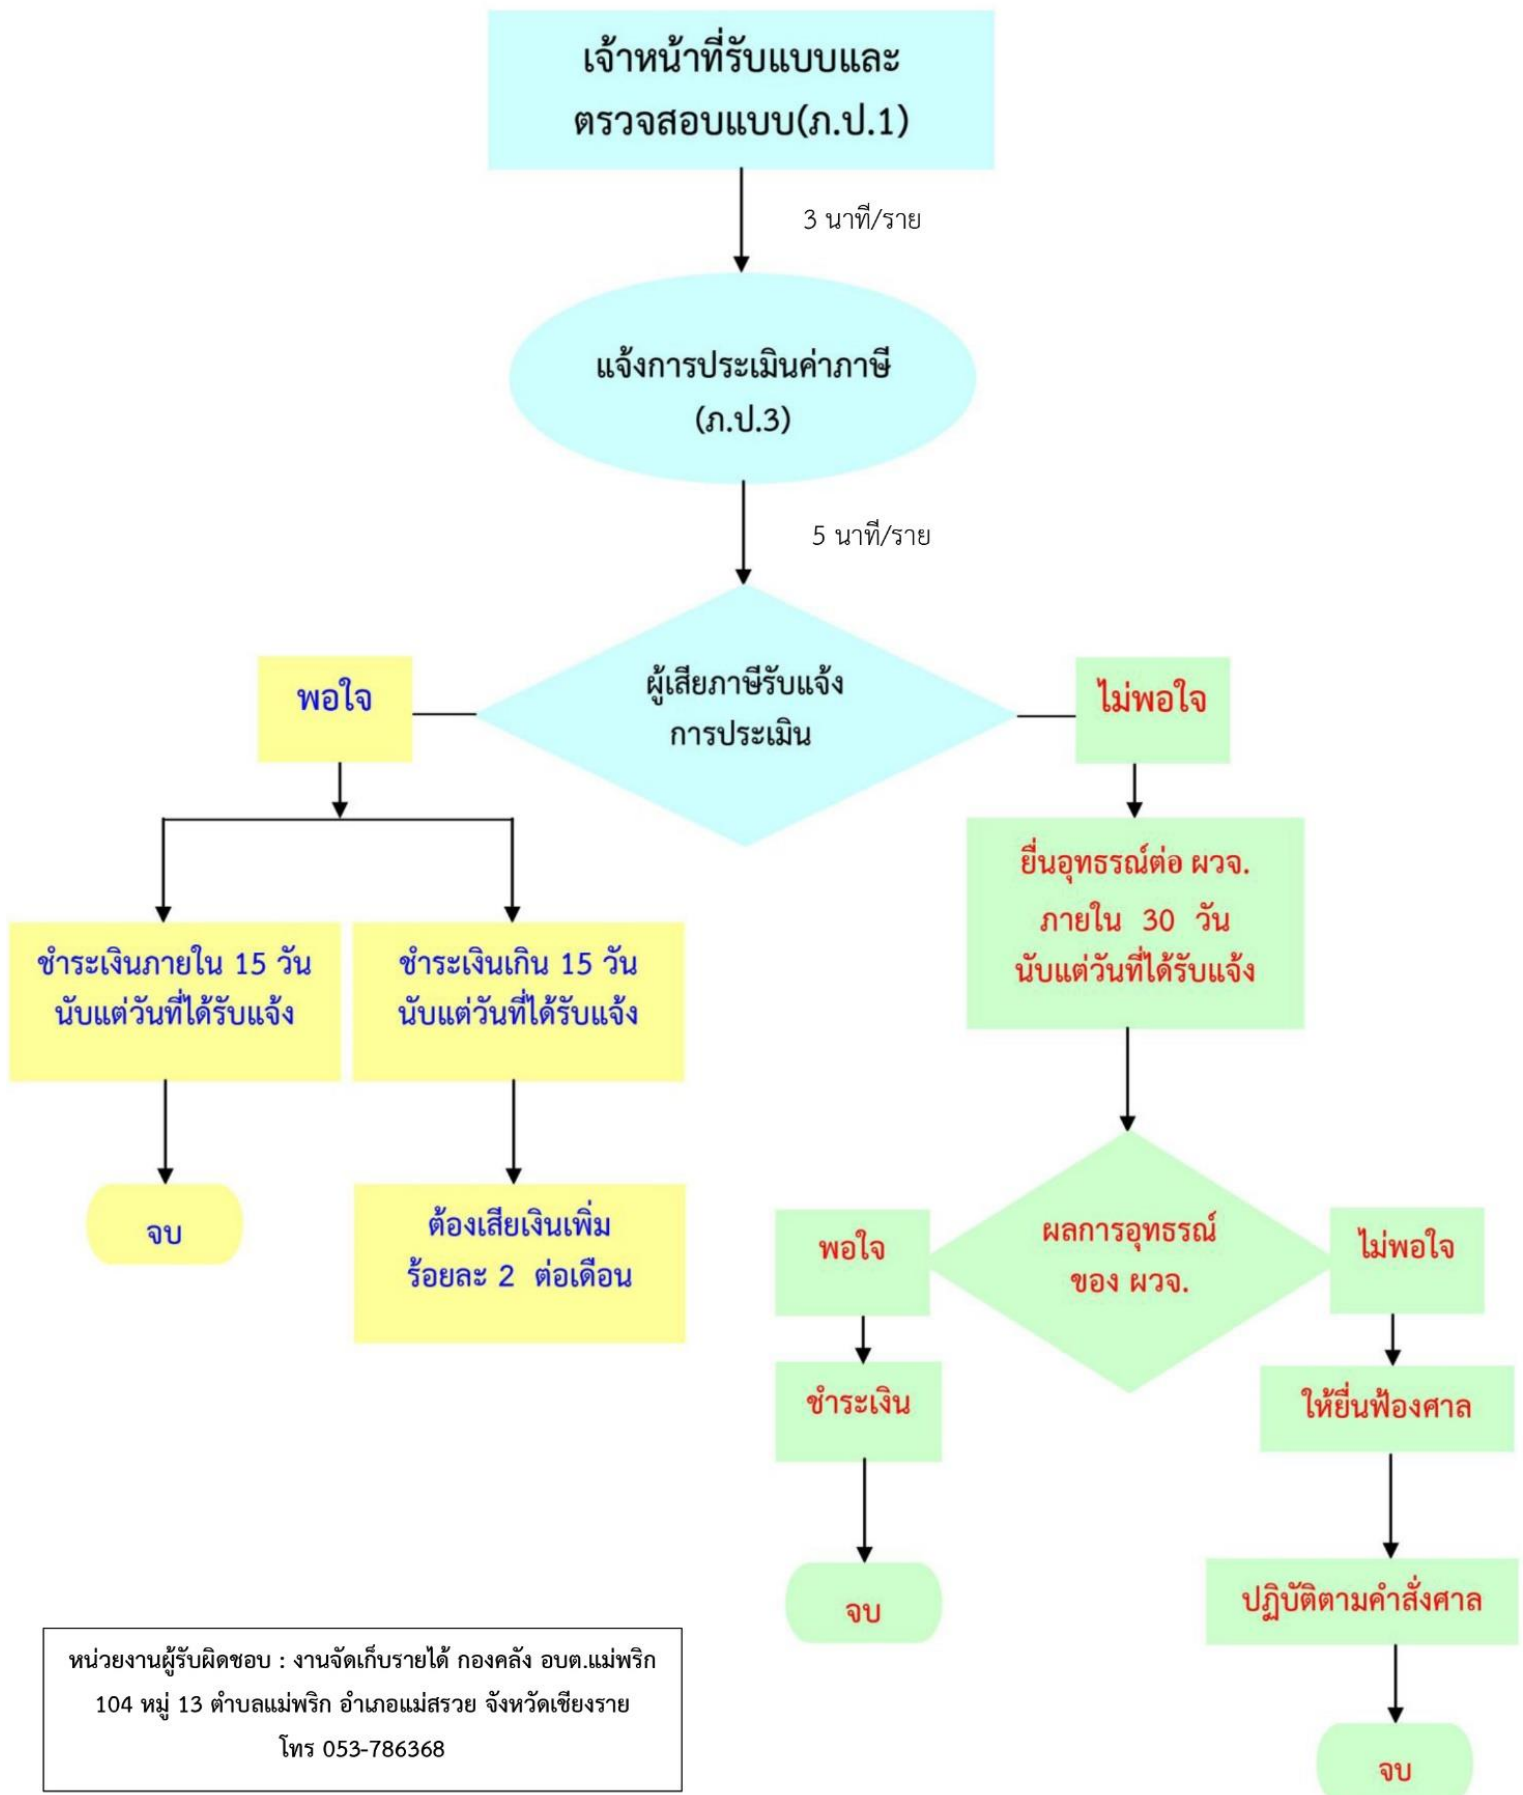 เจ้าหน้าที่รับแบบและ
ตรวจสอบแบบ(ภ.ป.1)
3 นาที/ราย
แจ้งการประเมินค่าภาษี
(ภ.ป.3)
5 นาที/ราย
ผู้เสียภาษีรับแจ้ง
การประเมิน
พอใจ
ไม่พอใจ
ชำระเงินภายใน 15 วัน
นับแต่วันที่ได้รับแจ้ง
ชำระเงินเกิน 15 วัน
นับแต่วันที่ได้รับแจ้ง
จบ
ต้องเสียเงินเพิ่ม
ร้อยละ 2 ต่อเดือน
ยื่นอุทธรณ์ต่อ ผวจ.
ภายใน 30 วัน
นับแต่วันที่ได้รับแจ้ง
ผลการอุทธรณ์
ของ ผวจ.
พอใจ
ไม่พอใจ
ชำระเงิน
จบ
ให้ยื่นฟ้องศาล
ปฏิบัติตามคำสั่งศาล
จบ
หน่วยงานผู้รับผิดชอบ : งานจัดเก็บรายได้ กองคลัง อบต.แม่พริก
104 หมู่ 13 ตำบลแม่พริก อำเภอแม่สรวย จังหวัดเชียงราย
โทร 053-786368